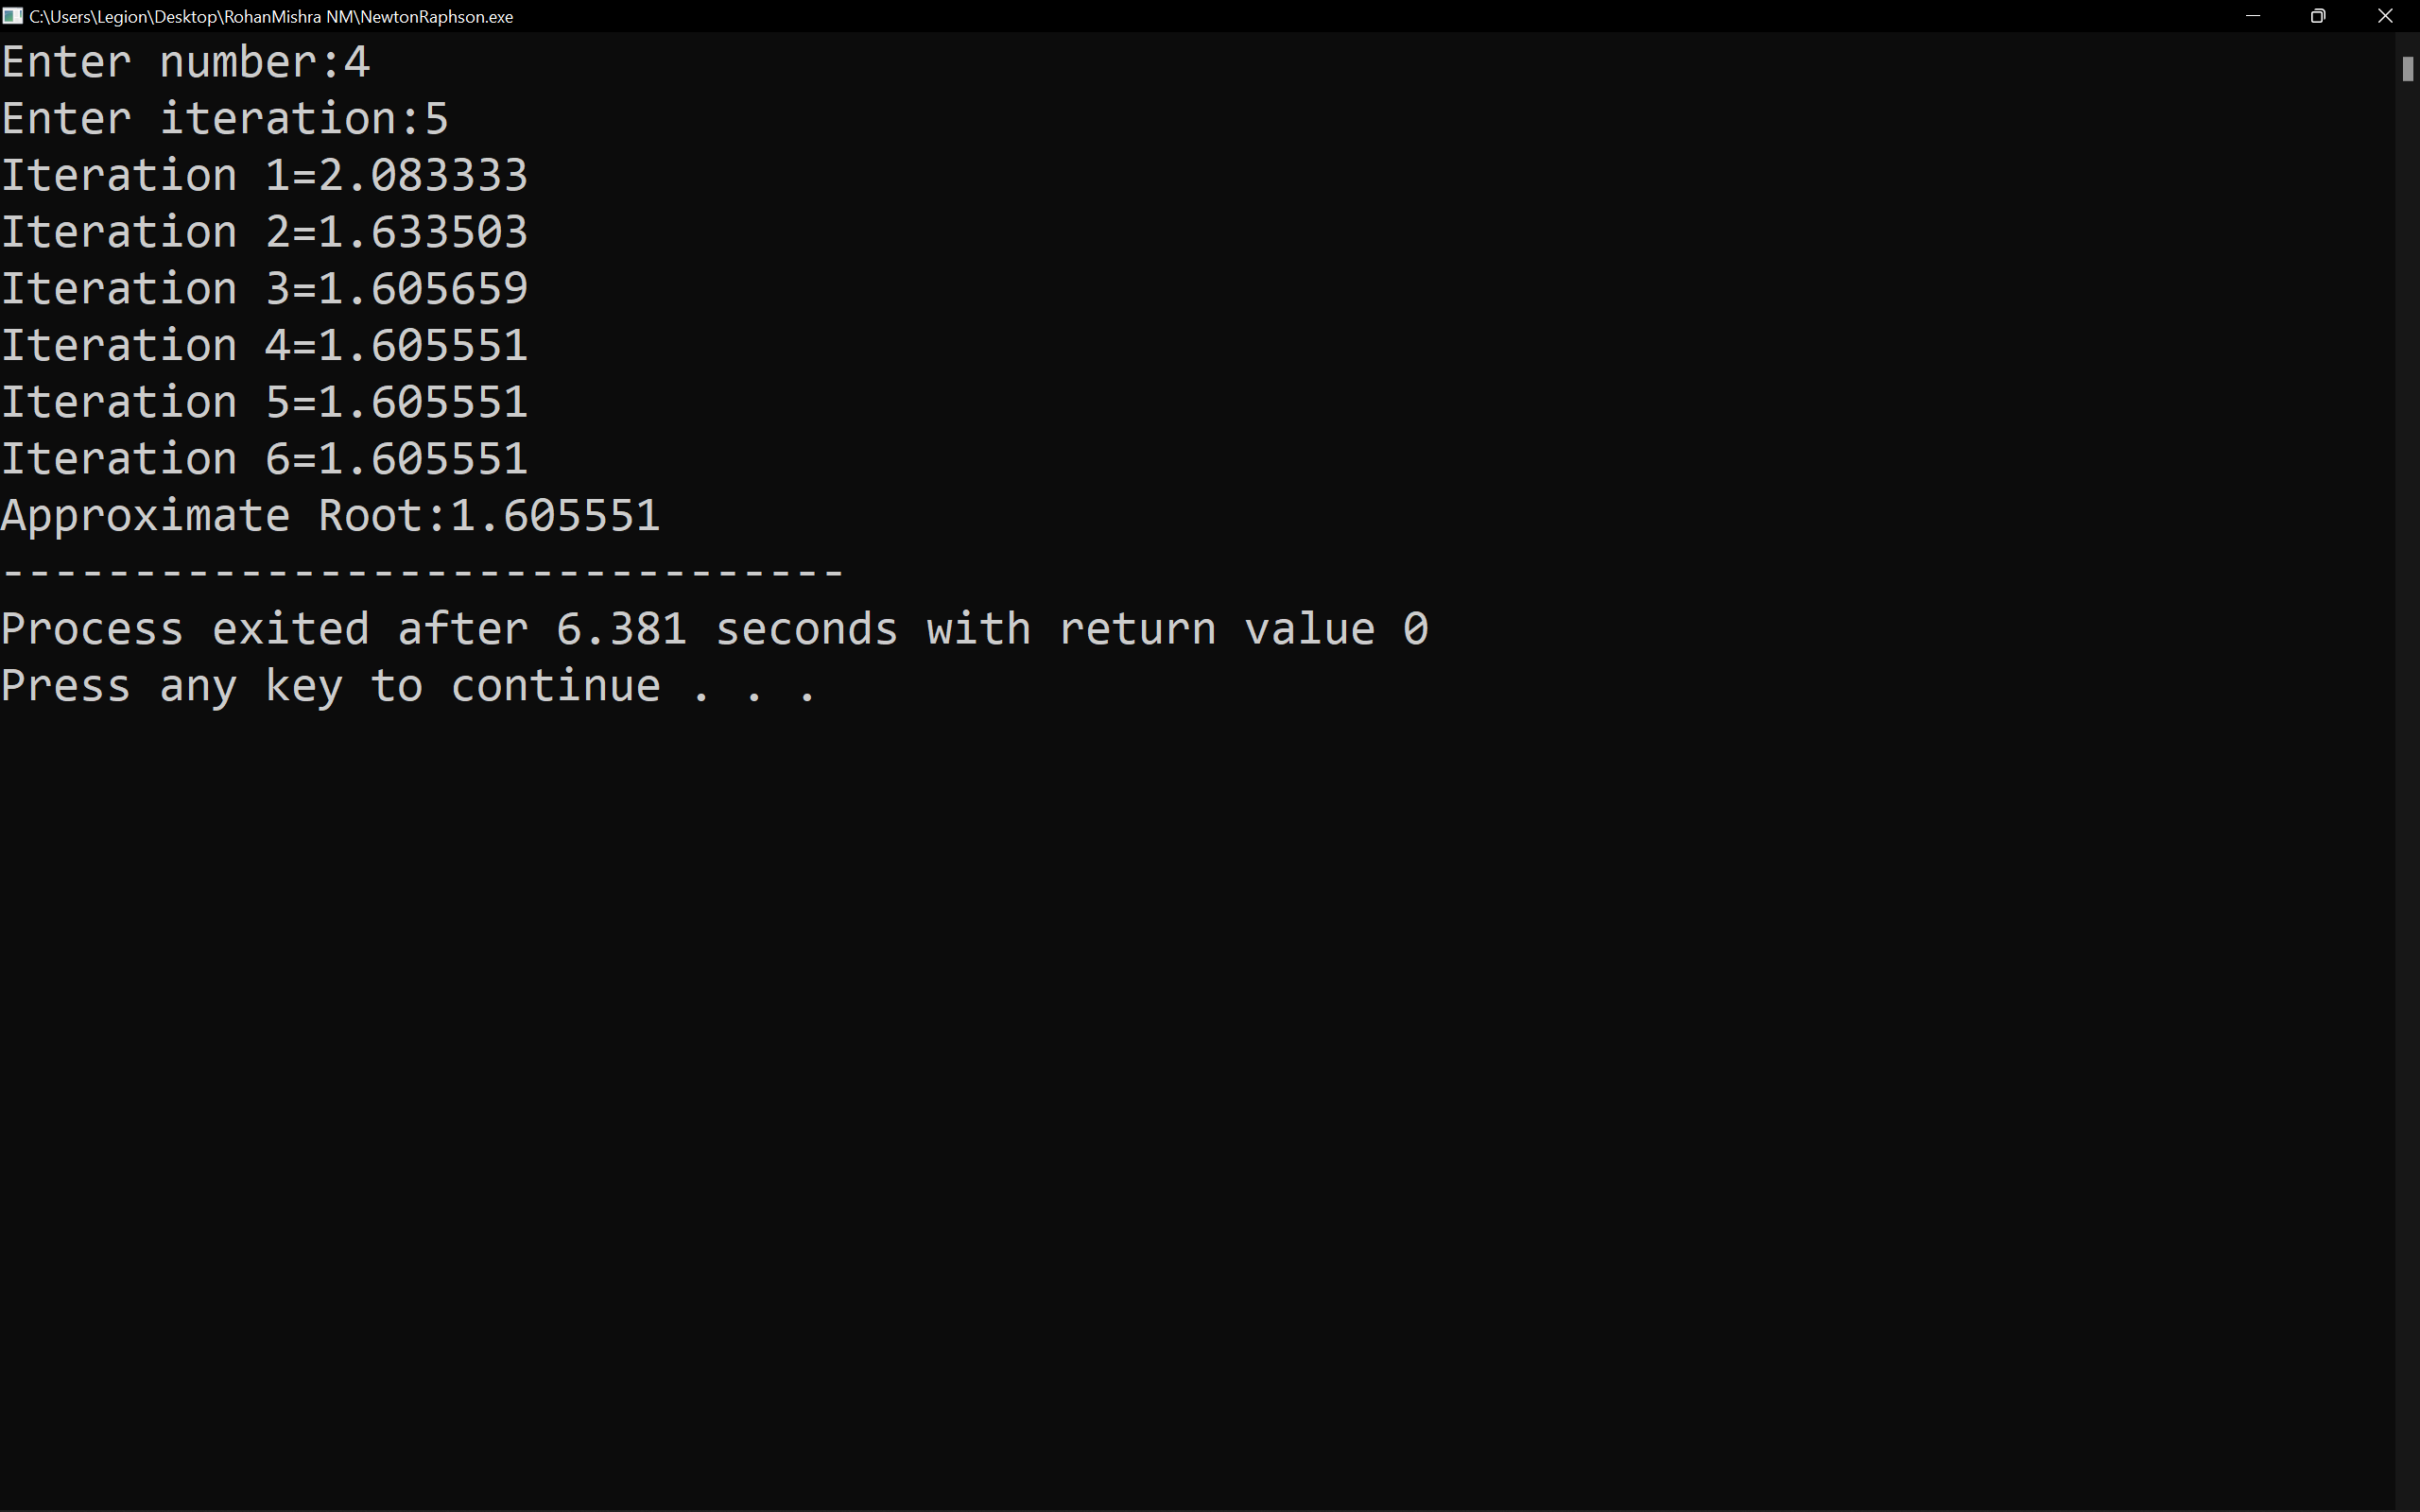 C:\Users\Legion\Desktop\RohanMishra NM\NewtonRaphson.exe
Enter number:4
Enter iteration:5
Iteration 1=2.083333
Iteration 2=1.633503
Iteration 3=1.605659
Iteration 4=1.605551
Iteration 5=1.605551
Iteration 6=1.605551
Approximate Root:1.605551
--------------------------------
Process exited after 6.381 seconds with return value 0
Press any key to continue . . .